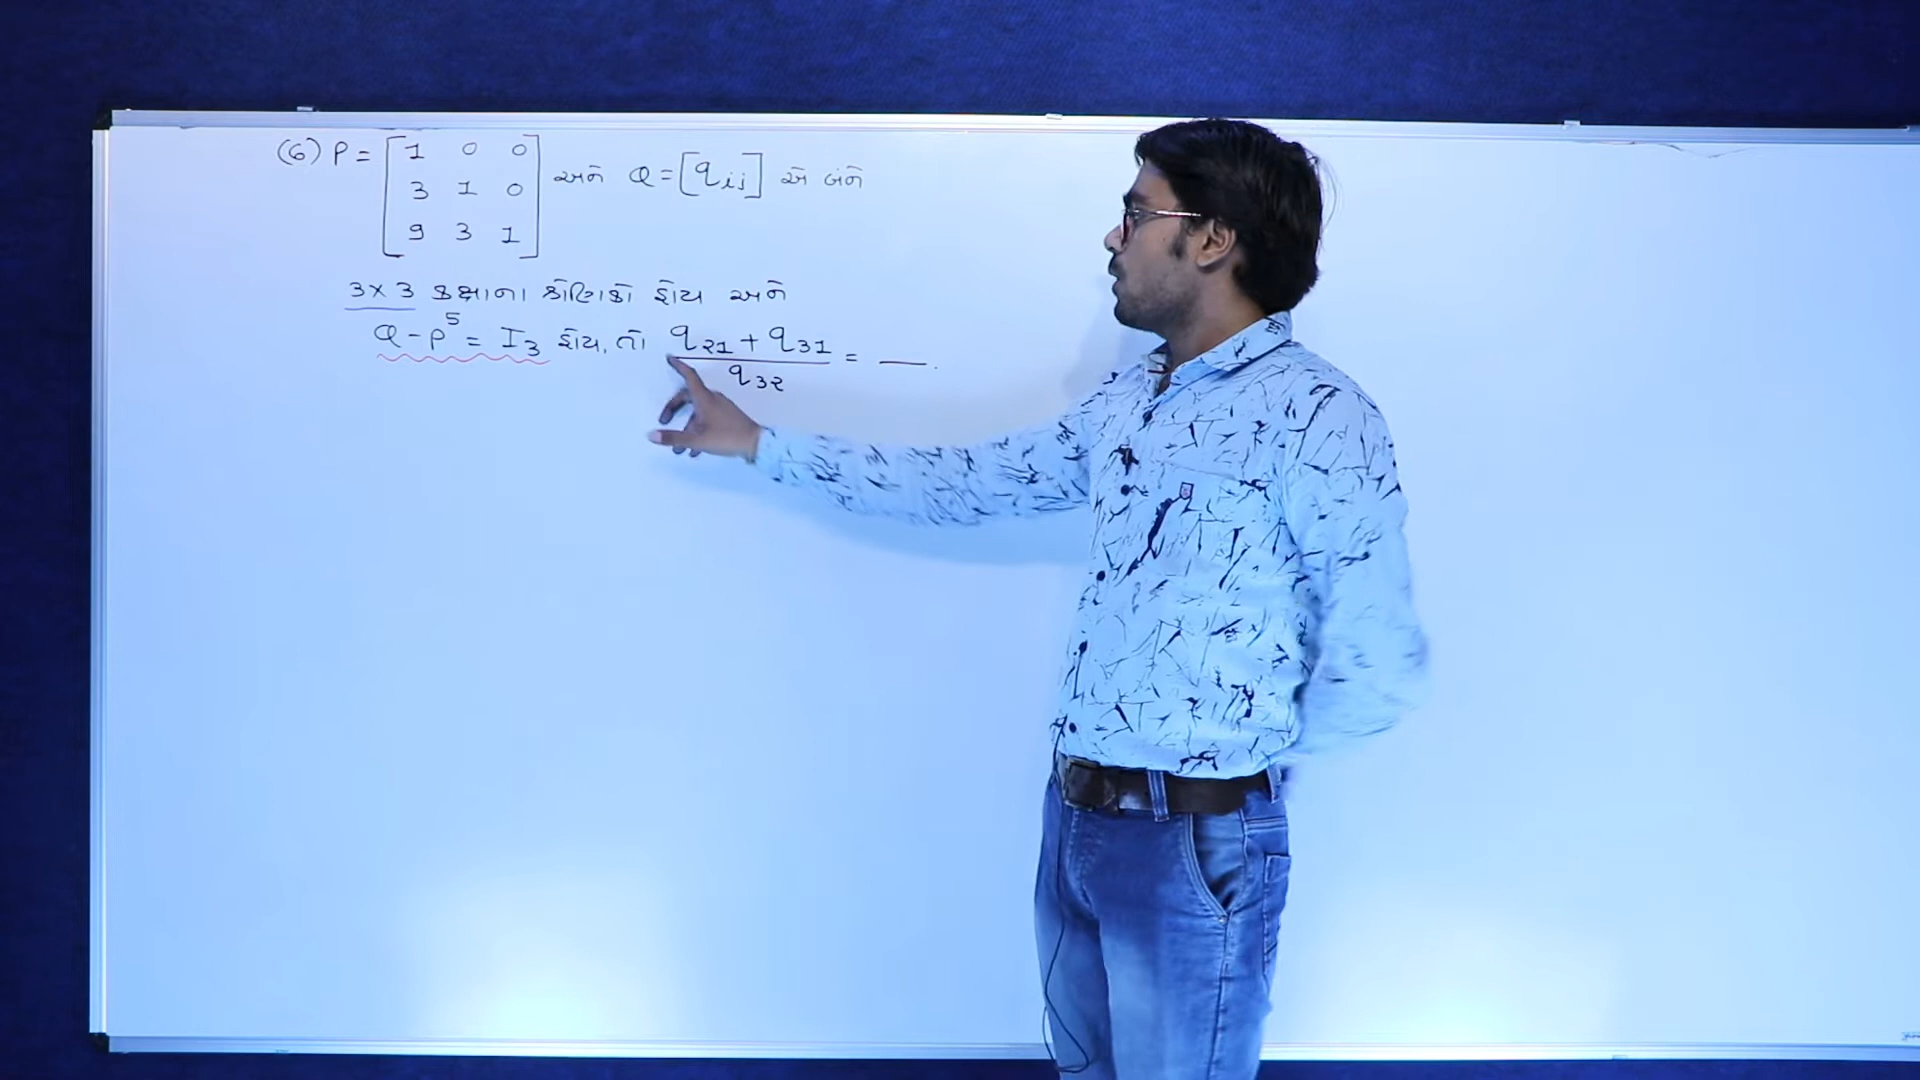 (6) P = [1 0 0 અને Q = [qij] એ બંને
3 1 0
9 3 1]
3×3 કક્ષાના શ્રેણિકો હોય અને
Q - P⁵ = I₃ હોય, તો q₂₁ + q₃₁ / q₃₂ = __.